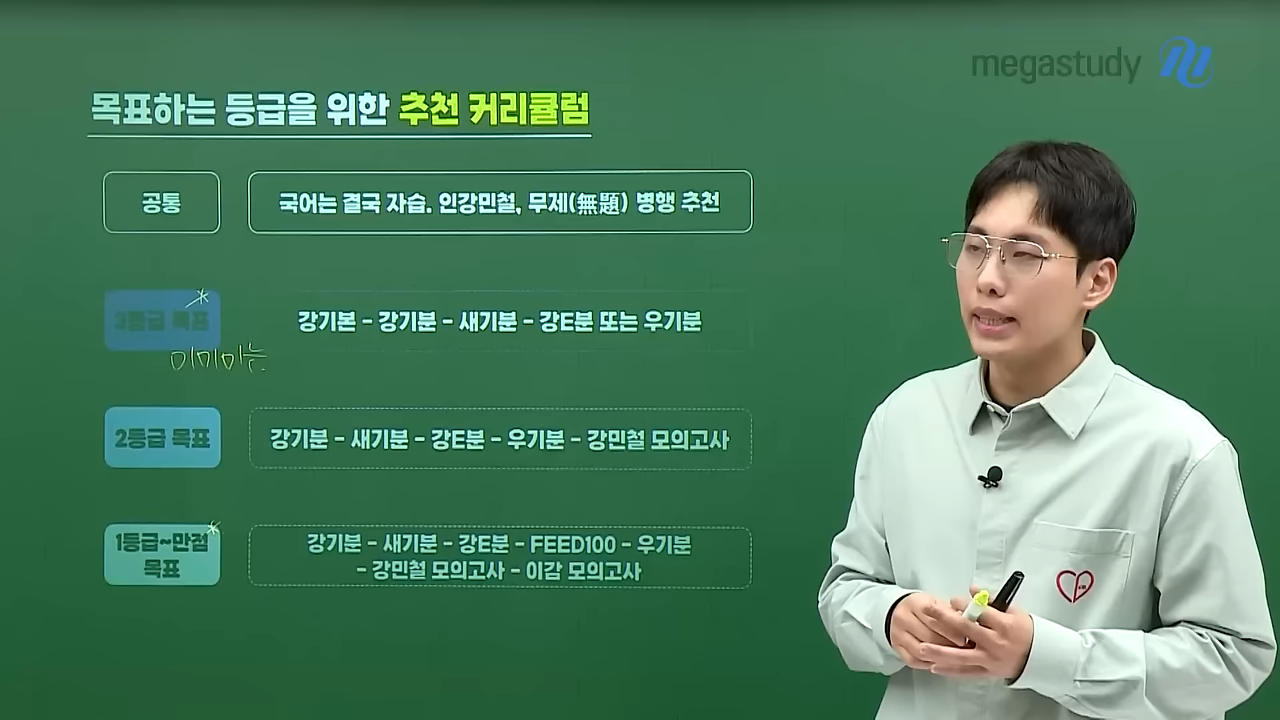 megastudy
목표하는 등급을 위한 추천 커리큘럼
공통
국어는 결국 자습. 인강민철, 무제(無題) 병행 추천
3등급 목표
강기본 - 강기분 - 새기분 - 강E분 또는 우기분
2등급 목표
강기분 - 새기분 - 강E분 - 우기분 - 강민철 모의고사
1등급~만점
목표
강기분 - 새기분 - 강E분 - FEED100 - 우기분
- 강민철 모의고사 - 이감 모의고사